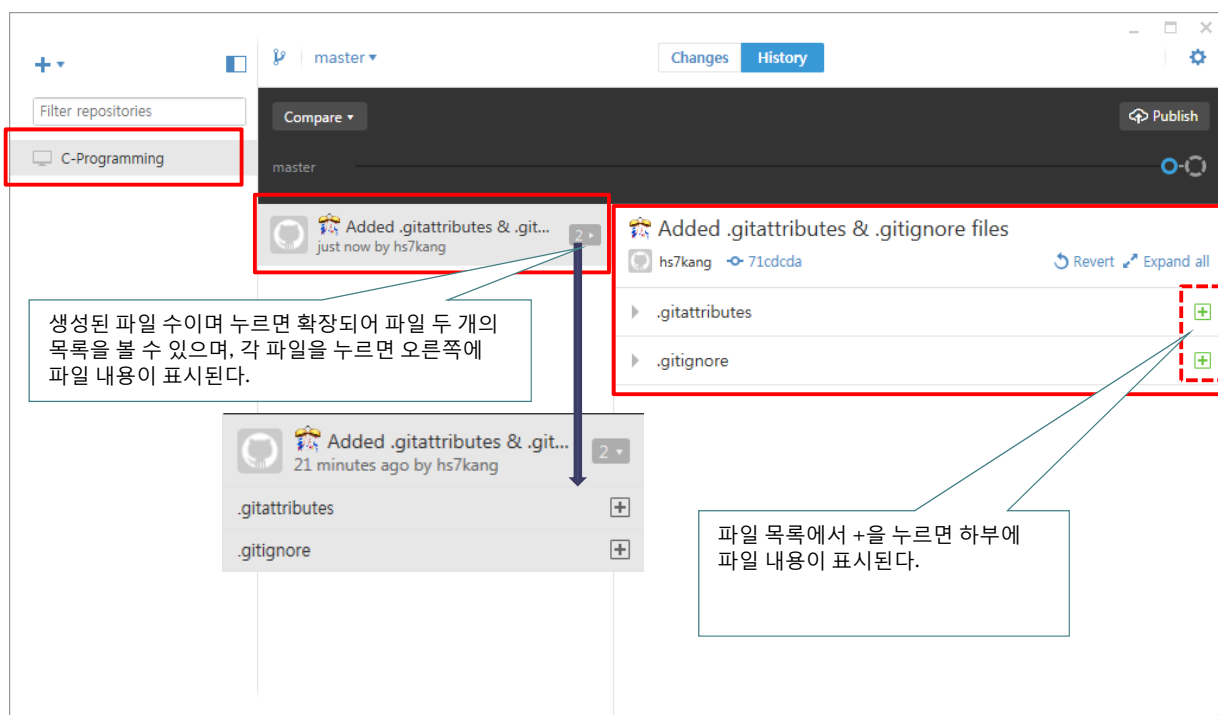 master
Changes
History
Filter repositories
Compare
Publish
C-Programming
master
Added .gitattributes & .git...
just now by hs7kang
2
Added .gitattributes & .gitignore files
hs7kang
71cdcda
Revert
Expand all
.gitattributes
.gitignore
생성된 파일 수이며 누르면 확장되어 파일 두 개의
목록을 볼 수 있으며, 각 파일을 누르면 오른쪽에
파일 내용이 표시된다.
Added .gitattributes & .git...
21 minutes ago by hs7kang
2
.gitattributes
.gitignore
파일 목록에서 +을 누르면 하부에
파일 내용이 표시된다.